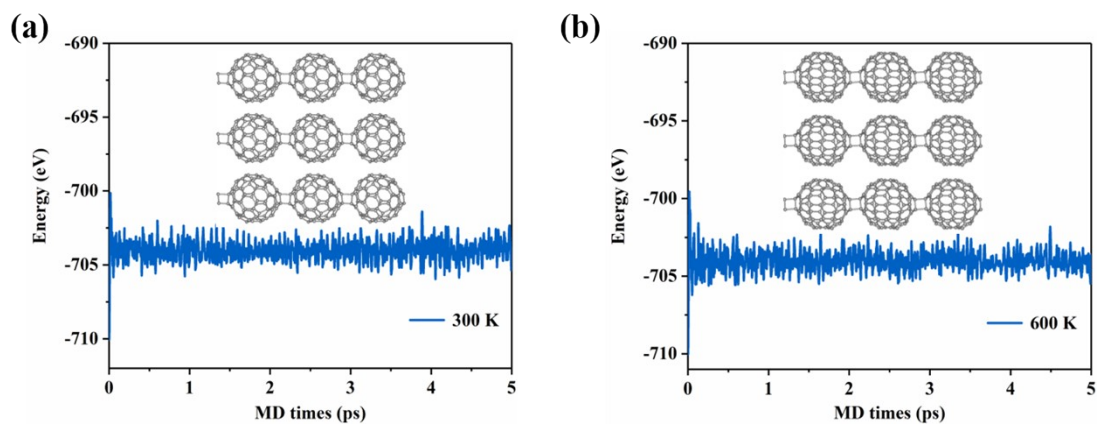 (a)
-690
-695
-700
-705
-710
Energy (eV)
300 K
0 1 2 3 4 5
MD times (ps)
(b)
-690
-695
-700
-705
-710
Energy (eV)
600 K
0 1 2 3 4 5
MD times (ps)